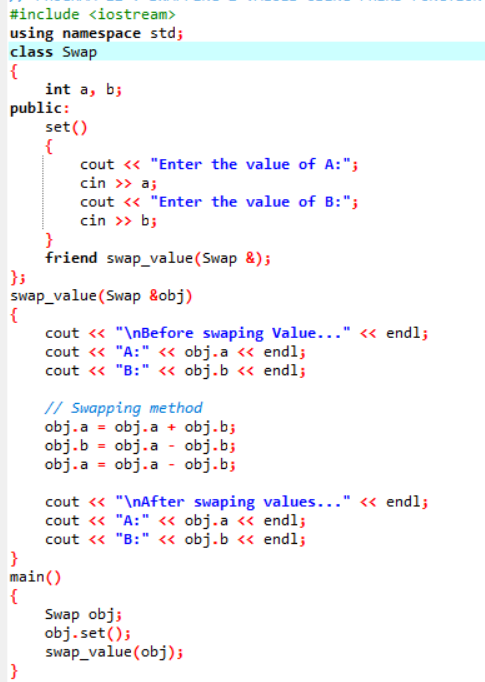 #include <iostream>
using namespace std;
class Swap
{
    int a, b;
public:
    set()
    {
        cout << "Enter the value of A:";
        cin >> a;
        cout << "Enter the value of B:";
        cin >> b;
    }
    friend swap_value(Swap &);
};
swap_value(Swap &obj)
{
    cout << "\nBefore swaping Value..." << endl;
    cout << "A:" << obj.a << endl;
    cout << "B:" << obj.b << endl;

    // Swapping method
    obj.a = obj.a + obj.b;
    obj.b = obj.a - obj.b;
    obj.a = obj.a - obj.b;

    cout << "\nAfter swaping values..." << endl;
    cout << "A:" << obj.a << endl;
    cout << "B:" << obj.b << endl;
}
main()
{
    Swap obj;
    obj.set();
    swap_value(obj);
}